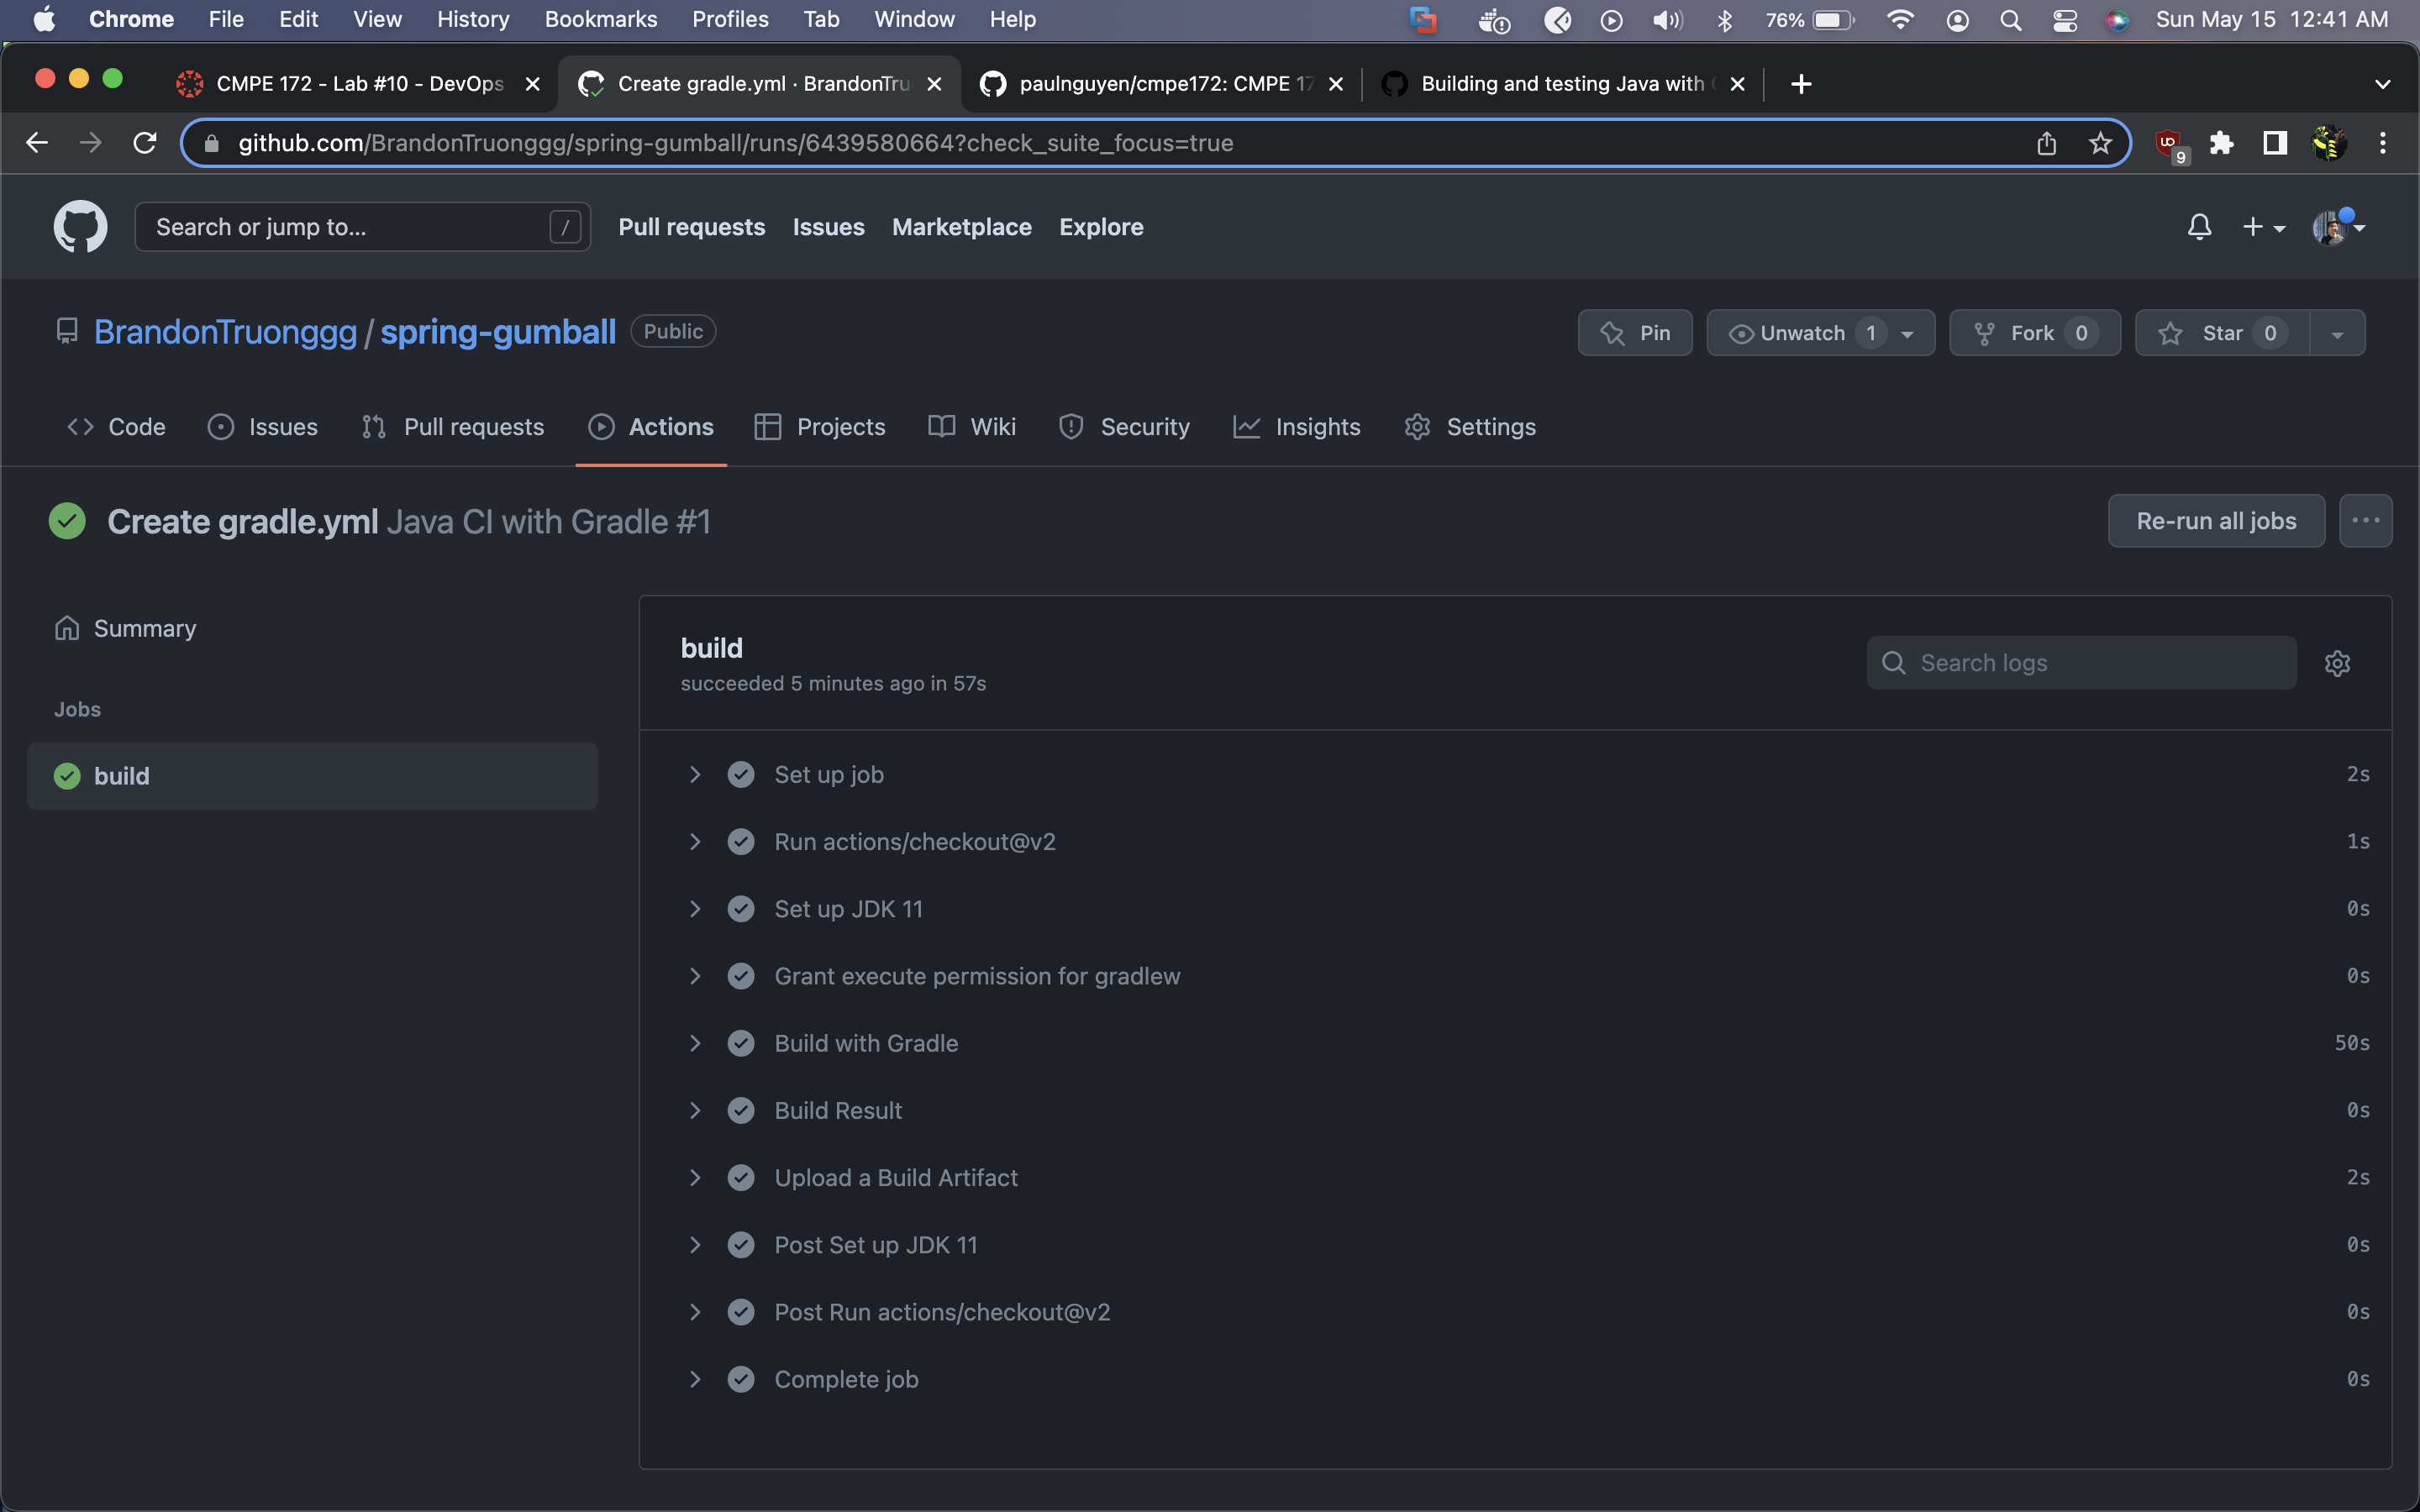 Chrome File Edit View History Bookmarks Profiles Tab Window Help 76% Sun May 15 12:41 AM
CMPE 172 - Lab #10 - DevOps Create gradle.yml · BrandonTru paulnguyen/cmpe172: CMPE 17 Building and testing Java with
github.com/BrandonTruonggg/spring-gumball/runs/6439580664?check_suite_focus=true 9
Search or jump to... / Pull requests Issues Marketplace Explore
BrandonTruonggg / spring-gumball Public Pin Unwatch 1 Fork 0 Star 0
Code Issues Pull requests Actions Projects Wiki Security Insights Settings
Create gradle.yml Java CI with Gradle #1 Re-run all jobs
Summary
Jobs
build
build
succeeded 5 minutes ago in 57s
Search logs
Set up job 2s
Run actions/checkout@v2 1s
Set up JDK 11 0s
Grant execute permission for gradlew 0s
Build with Gradle 50s
Build Result 0s
Upload a Build Artifact 2s
Post Set up JDK 11 0s
Post Run actions/checkout@v2 0s
Complete job 0s